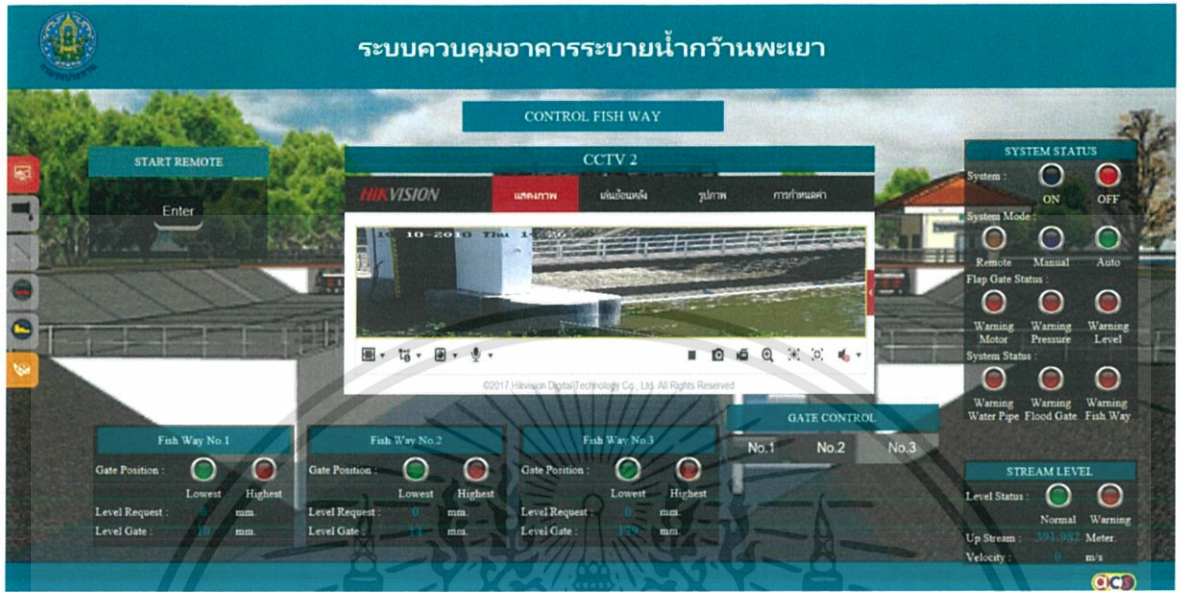 ระบบควบคุมอาคารระบายน้ำกว๊านพะเยา
CONTROL FISH WAY
START REMOTE
Enter
CCTV 2
HIKVISION แสดงภาพ เล่นย้อนหลัง รูปภาพ การกำหนดค่า
10-2018 Thu
©2017 Hikvision Digital Technology Co., Ltd. All Rights Reserved
SYSTEM STATUS
System :
ON OFF
System Mode :
Remote Manual Auto
Flap Gate Status :
Warning Motor Warning Pressure Warning Level
System Status :
Warning Water Pipe Warning Flood Gate Warning Fish Way
GATE CONTROL
No.1 No.2 No.3
Fish Way No.1
Gate Position :
Lowest Highest
Level Request : 0 mm.
Level Gate : 10 mm.
Fish Way No.2
Gate Position :
Lowest Highest
Level Request : 0 mm.
Level Gate : 11 mm.
Fish Way No.3
Gate Position :
Lowest Highest
Level Request : 0 mm.
Level Gate : mm.
STREAM LEVEL
Level Status :
Normal Warning
Up Stream : 391.982 Meter.
Velocity : 0 m/s
acs